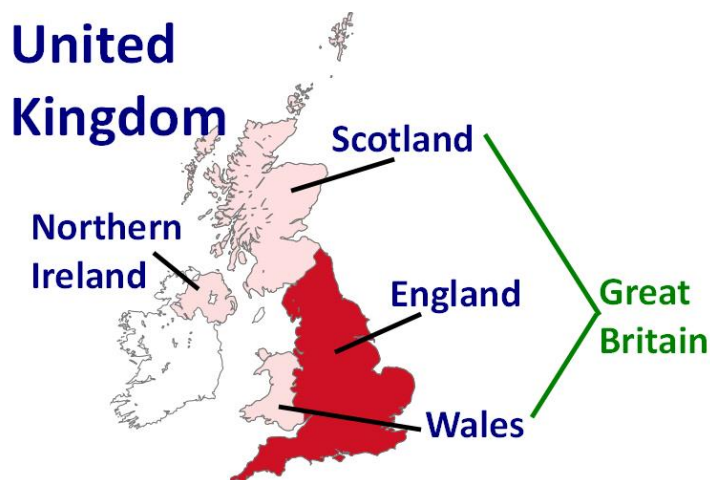 United
Kingdom
Scotland
Northern
Ireland
England
Great
Britain
Wales